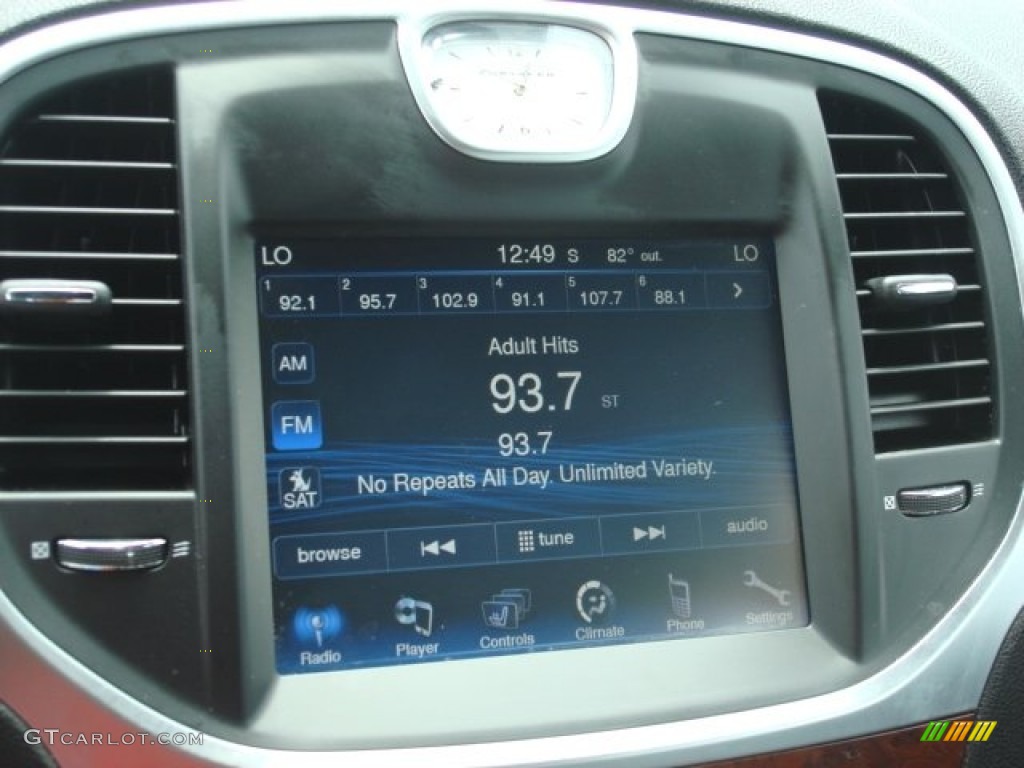 LO 12:49 S 82° out. LO
1 92.1 2 95.7 3 102.9 4 91.1 5 107.7 6 88.1
Adult Hits
AM
93.7 ST
FM
93.7
No Repeats All Day. Unlimited Variety.
SAT
browse tune audio
Radio Player Controls Climate Phone Settings
GTCARLOT.COM